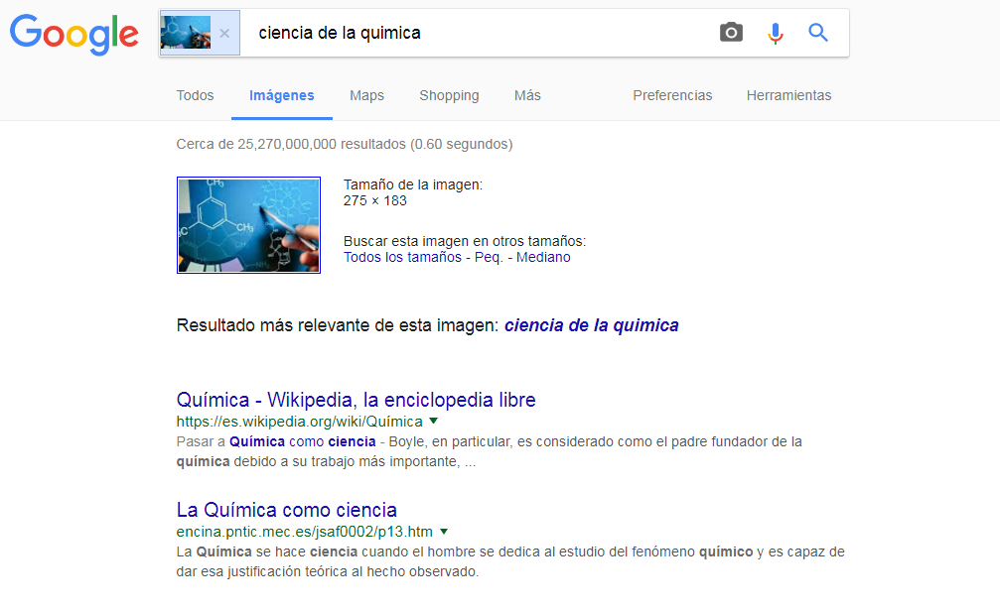 Google
ciencia de la quimica
Todos Imágenes Maps Shopping Más Preferencias Herramientas
Cerca de 25,270,000,000 resultados (0.60 segundos)
Tamaño de la imagen:
275 × 183
CH₃
CH₃
C
Buscar esta imagen en otros tamaños:
Todos los tamaños - Peq. - Mediano
Resultado más relevante de esta imagen: ciencia de la quimica
Química - Wikipedia, la enciclopedia libre
https://es.wikipedia.org/wiki/Química
Pasar a Química como ciencia - Boyle, en particular, es considerado como el padre fundador de la
química debido a su trabajo más importante, ...
La Química como ciencia
encina.pntic.mec.es/jsaf0002/p13.htm
La Química se hace ciencia cuando el hombre se dedica al estudio del fenómeno químico y es capaz de
dar esa justificación teórica al hecho observado.